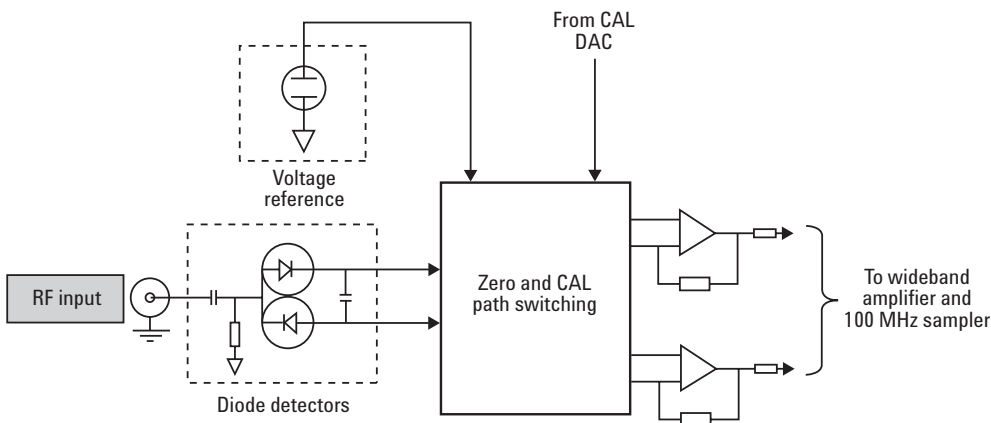 From CAL
DAC
Voltage
reference
RF input
Zero and CAL
path switching
To wideband
amplifier and
100 MHz sampler
Diode detectors